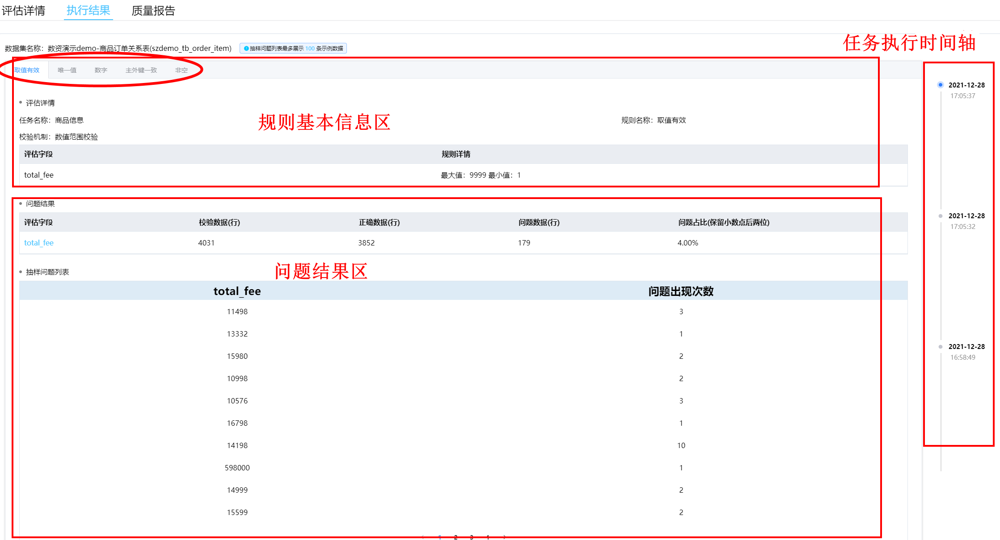 评估详情 执行结果 质量报告
任务执行时间轴
数据集名称：数资演示demo-商品订单关系表(szdemo_tb_order_item) 抽样问题列表最多展示 100 条示例数据
取值有效 唯一值 数字 主外键一致 非空
2021-12-28
17:05:37
评估详情
规则基本信息区
任务名称：商品信息 规则名称：取值有效
校验机制：数值范围校验
评估字段 规则详情
total_fee 最大值：9999 最小值：1
问题结果
2021-12-28
17:05:32
评估字段 校验数据(行) 正确数据(行) 问题数据(行) 问题占比(保留小数点后两位)
total_fee 4031 3852 179 4.00%
问题结果区
抽样问题列表
total_fee 问题出现次数
11498 3
13332 1
2021-12-28
16:58:49
15980 2
10998 2
10576 3
16798 1
14198 10
598000 1
14999 2
15599 2
1 2 3 4